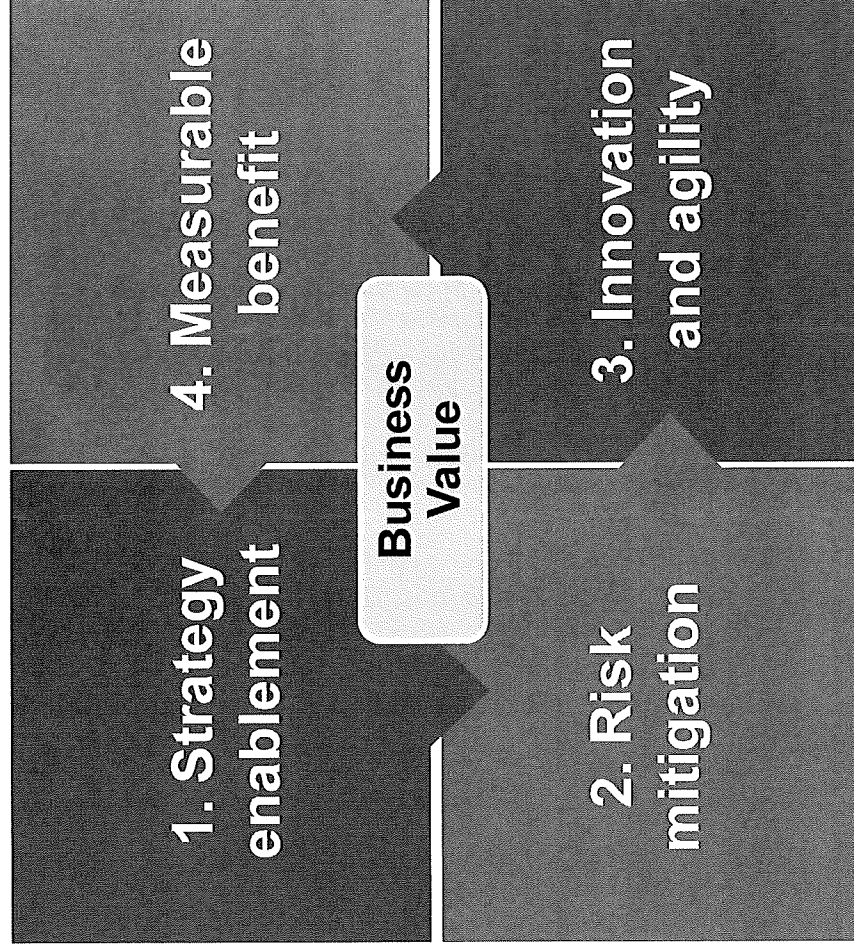 1. Strategy
enablement
4. Measurable
benefit
Business
Value
2. Risk
mitigation
3. Innovation
and agility